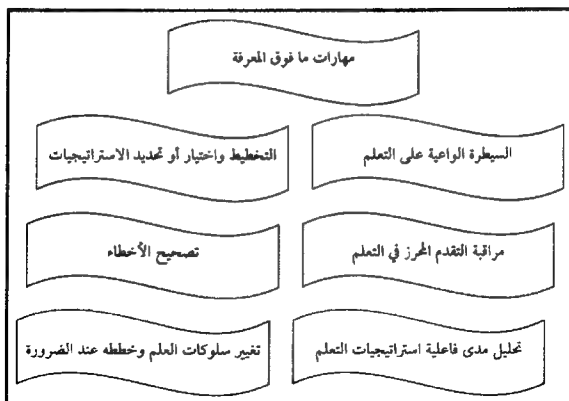 مهارات ما فوق المعرفة
السيطرة الواعية على التعلم
التخطيط واختيار أو تحديد الاستراتيجيات
مراقبة التقدم المحرز في التعلم
تصحيح الأخطاء
تحليل مدى فاعلية استراتيجيات التعلم
تغيير سلوكات العلم وخططه عند الضرورة